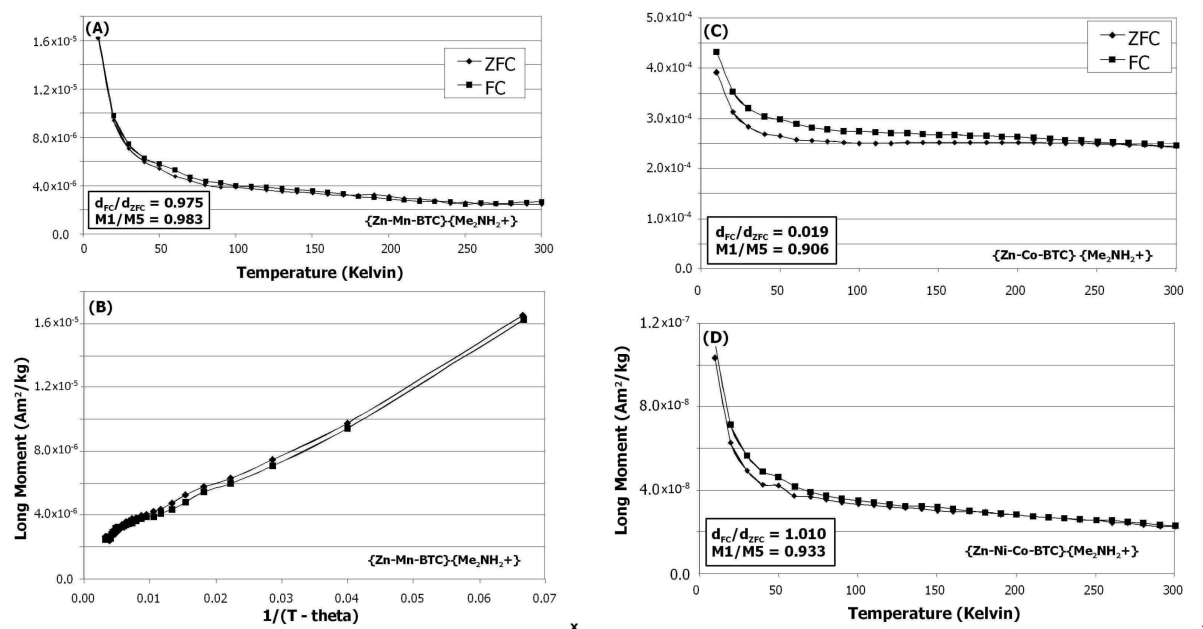 (A)
1.6x10⁻⁵
1.2x10⁻⁵
8.0x10⁻⁶
4.0x10⁻⁶
0.0
ZFC
FC
d_FC/d_ZFC = 0.975
M1/M5 = 0.983
{Zn-Mn-BTC}-{Me₂NH₂+}
0 50 100 150 200 250 300
Temperature (Kelvin)
(B)
Long Moment (Am²/kg)
1.6x10⁻⁵
1.2x10⁻⁵
8.0x10⁻⁶
4.0x10⁻⁶
0.0
{Zn-Mn-BTC}-{Me₂NH₂+}
0.00 0.01 0.02 0.03 0.04 0.05 0.06 0.07
1/(T - theta)
x
(C)
5.0x10⁻⁴
4.0x10⁻⁴
3.0x10⁻⁴
2.0x10⁻⁴
1.0x10⁻⁴
0.0
ZFC
FC
d_FC/d_ZFC = 0.019
M1/M5 = 0.906
{Zn-Co-BTC}-{Me₂NH₂+}
0 50 100 150 200 250 300
(D)
Long Moment (Am²/kg)
1.2x10⁻⁷
8.0x10⁻⁸
4.0x10⁻⁸
0.0
d_FC/d_ZFC = 1.010
M1/M5 = 0.933
{Zn-Ni-Co-BTC}-{Me₂NH₂+}
0 50 100 150 200 250 300
Temperature (Kelvin)